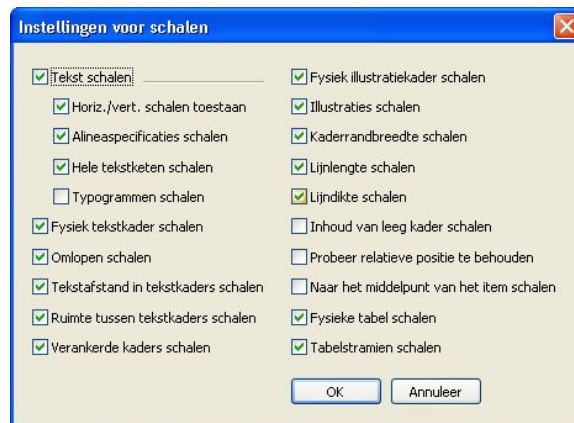 Instellingen voor schalen
Tekst schalen
Horiz./vert. schalen toestaan
Alineaspecificaties schalen
Hele tekstketen schalen
Typogrammen schalen
Fysiek tekstkader schalen
Omlopen schalen
Tekstafstand in tekstkaders schalen
Ruimte tussen tekstkaders schalen
Verankerde kaders schalen
Fysiek illustratiekader schalen
Illustraties schalen
Kaderrandbreedte schalen
Lijnlengte schalen
Lijndikte schalen
Inhoud van leeg kader schalen
Probeer relatieve positie te behouden
Naar het middelpunt van het item schalen
Fysieke tabel schalen
Tabelstramien schalen
OK
Annuleer